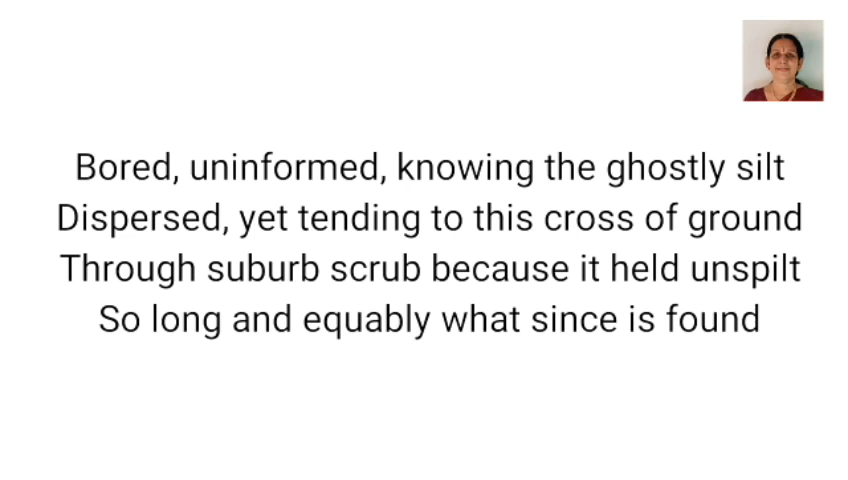 Bored, uninformed, knowing the ghostly silt
Dispersed, yet tending to this cross of ground
Through suburb scrub because it held unspilt
So long and equably what since is found